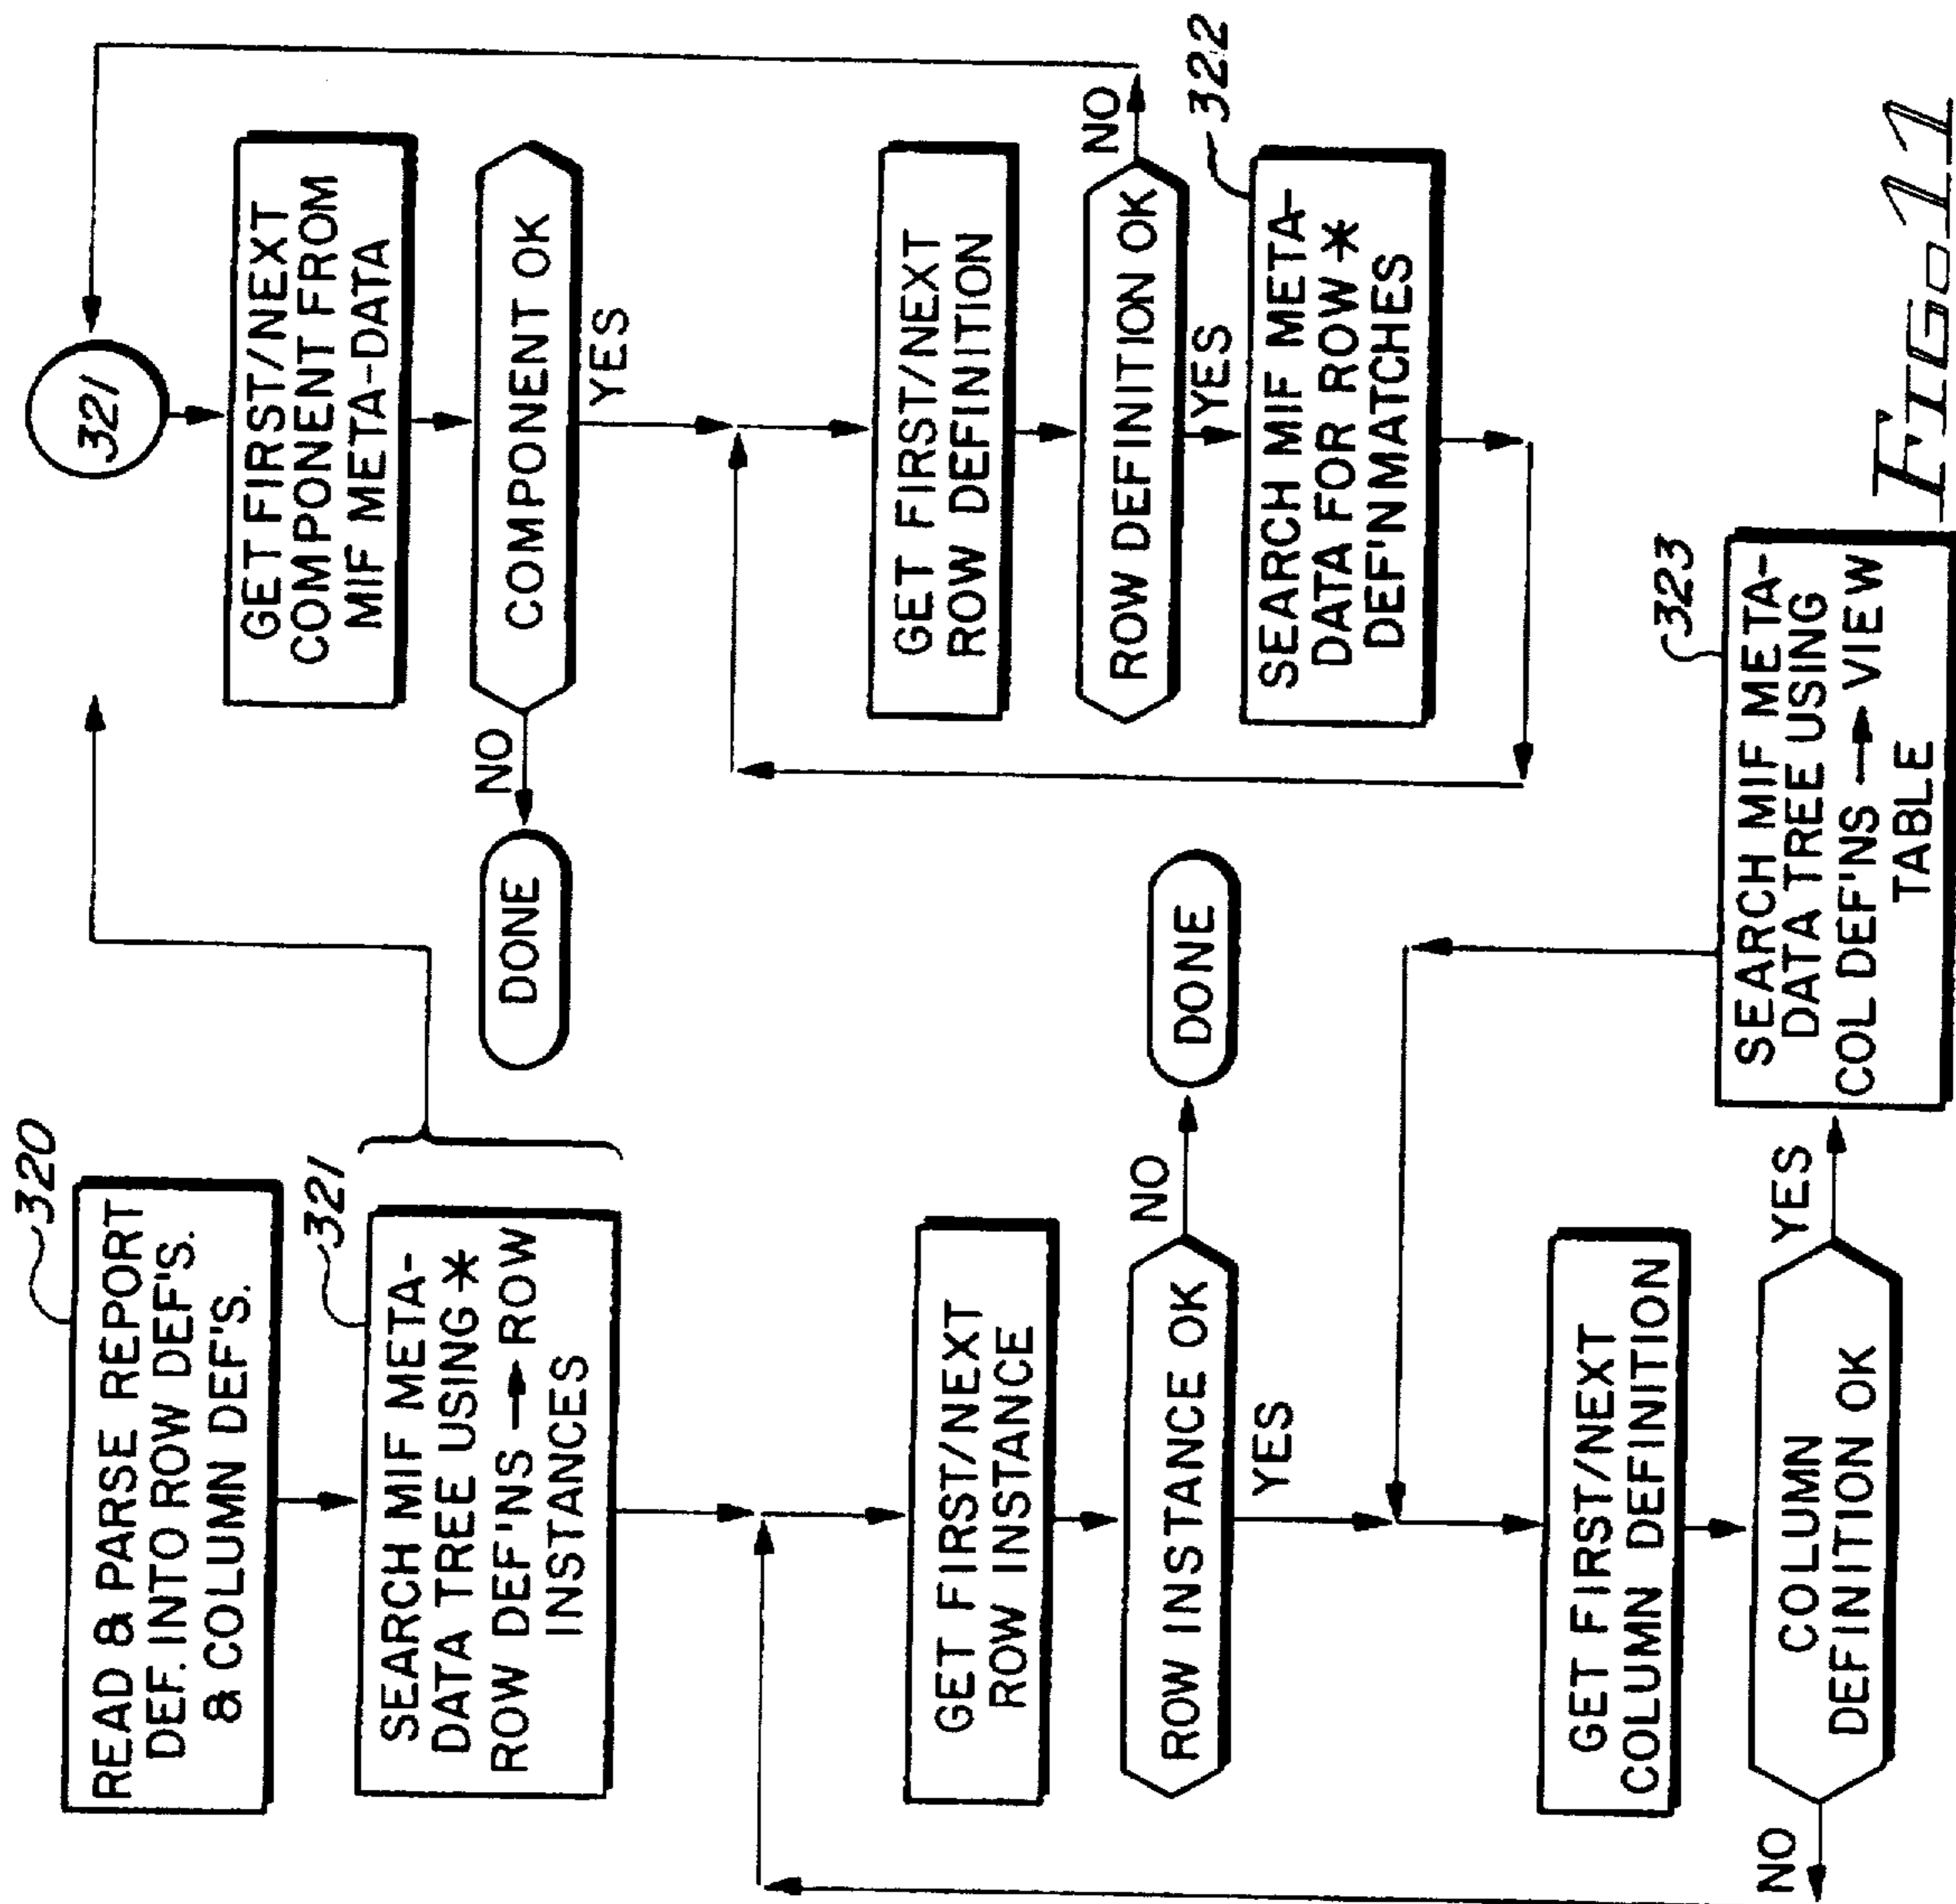 320
READ & PARSE REPORT
DEF. INTO ROW DEF'S.
& COLUMN DEF'S.
321
SEARCH MIF META-
DATA TREE USING *
ROW DEF'NS → ROW
INSTANCES
GET FIRST/NEXT
ROW INSTANCE
ROW INSTANCE OK
NO
DONE
YES
GET FIRST/NEXT
COLUMN DEFINITION
COLUMN
DEFINITION OK
NO
YES
323
SEARCH MIF META-
DATA TREE USING
COL DEF'NS → VIEW
TABLE
321
GET FIRST/NEXT
COMPONENT FROM
MIF META-DATA
COMPONENT OK
NO
DONE
YES
GET FIRST/NEXT
ROW DEFINITION
ROW DEFINITION OK
NO
YES
322
SEARCH MIF META-
DATA FOR ROW *
DEF'N MATCHES
FIG. 11